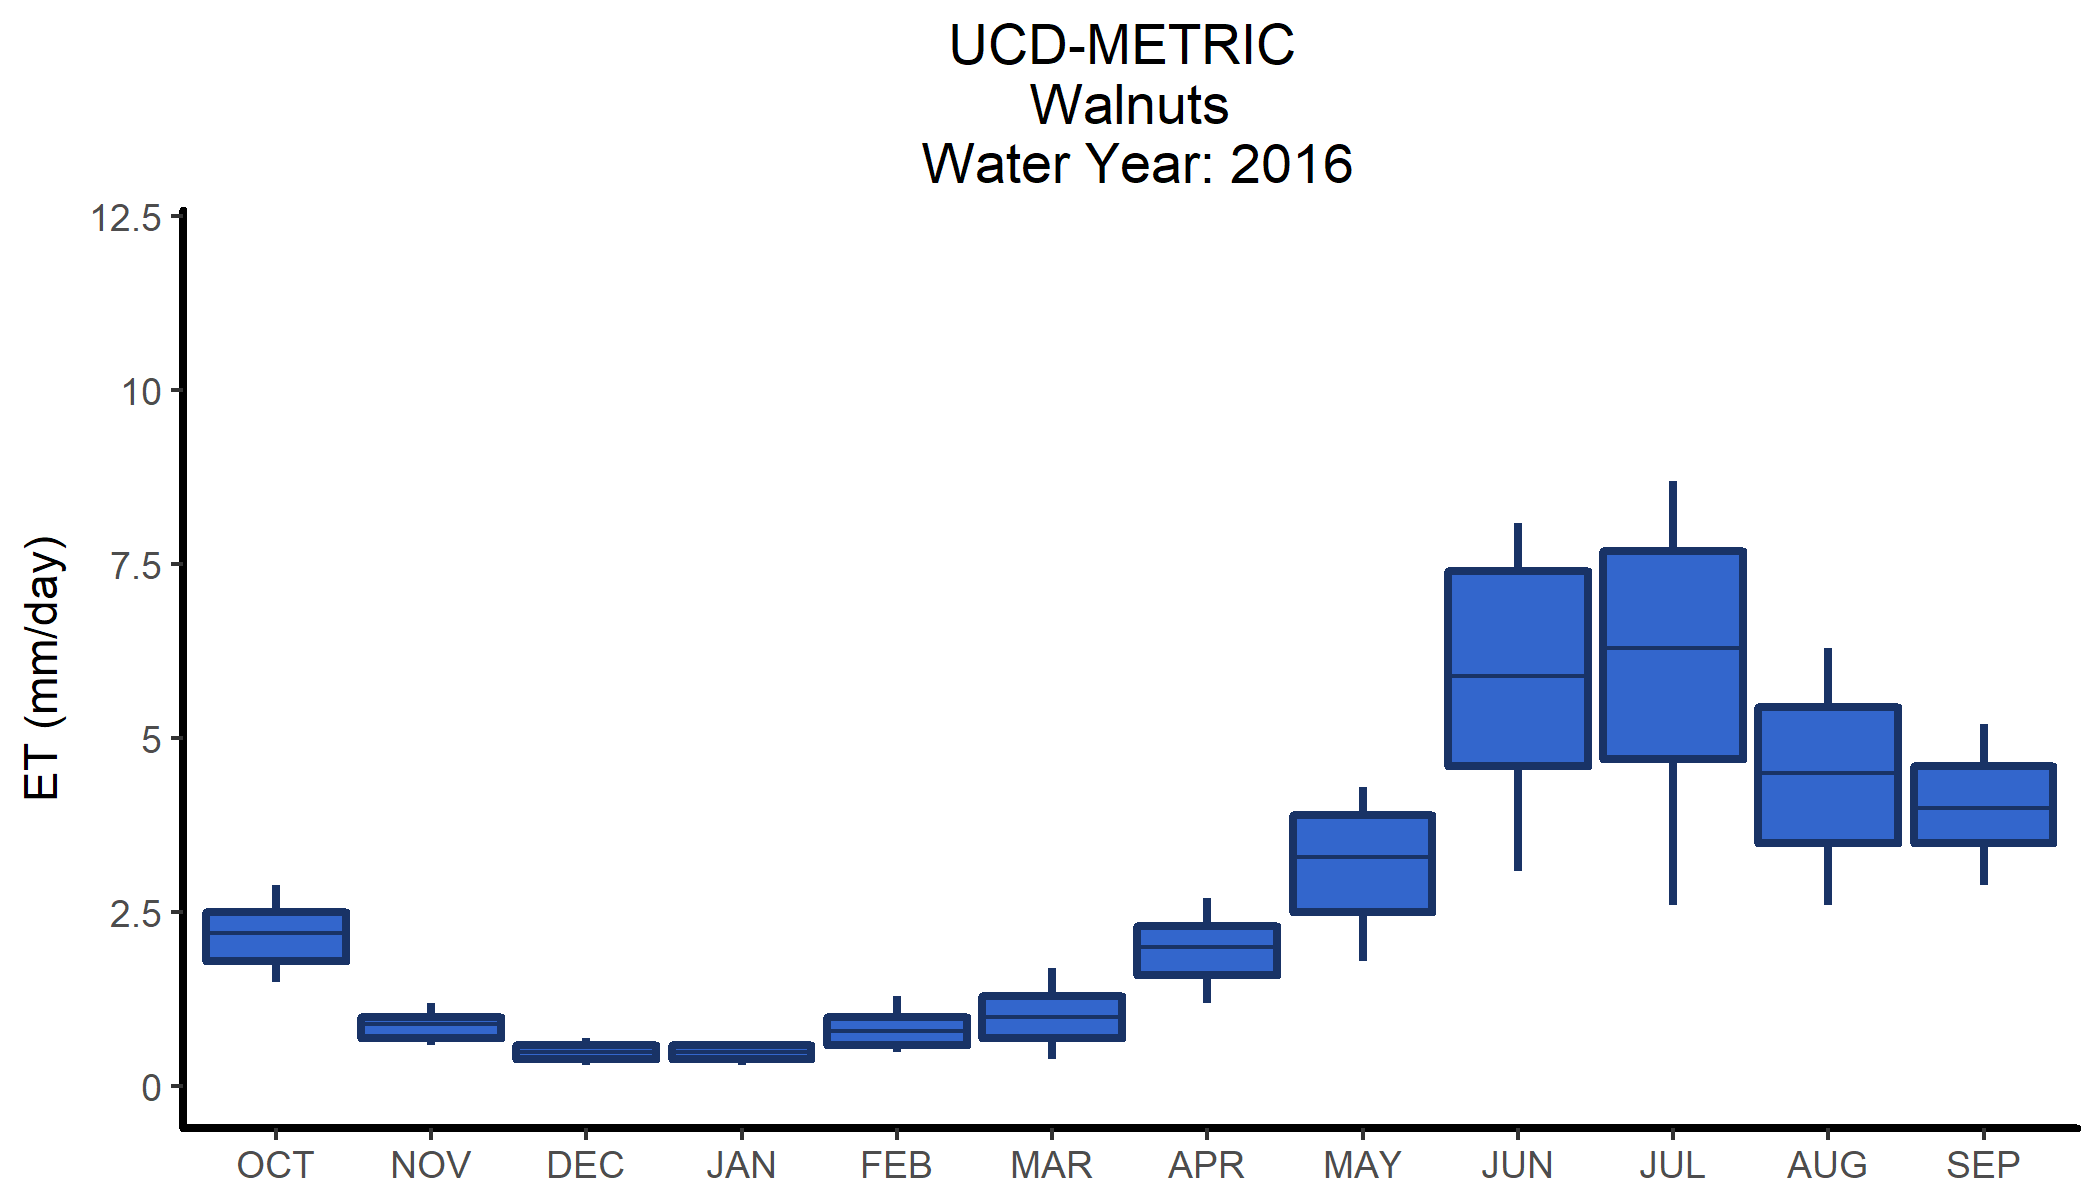 UCD-METRIC
Walnuts
Water Year: 2016
12.5
10
7.5
5
2.5
0
ET (mm/day)
OCT NOV DEC JAN FEB MAR APR MAY JUN JUL AUG SEP